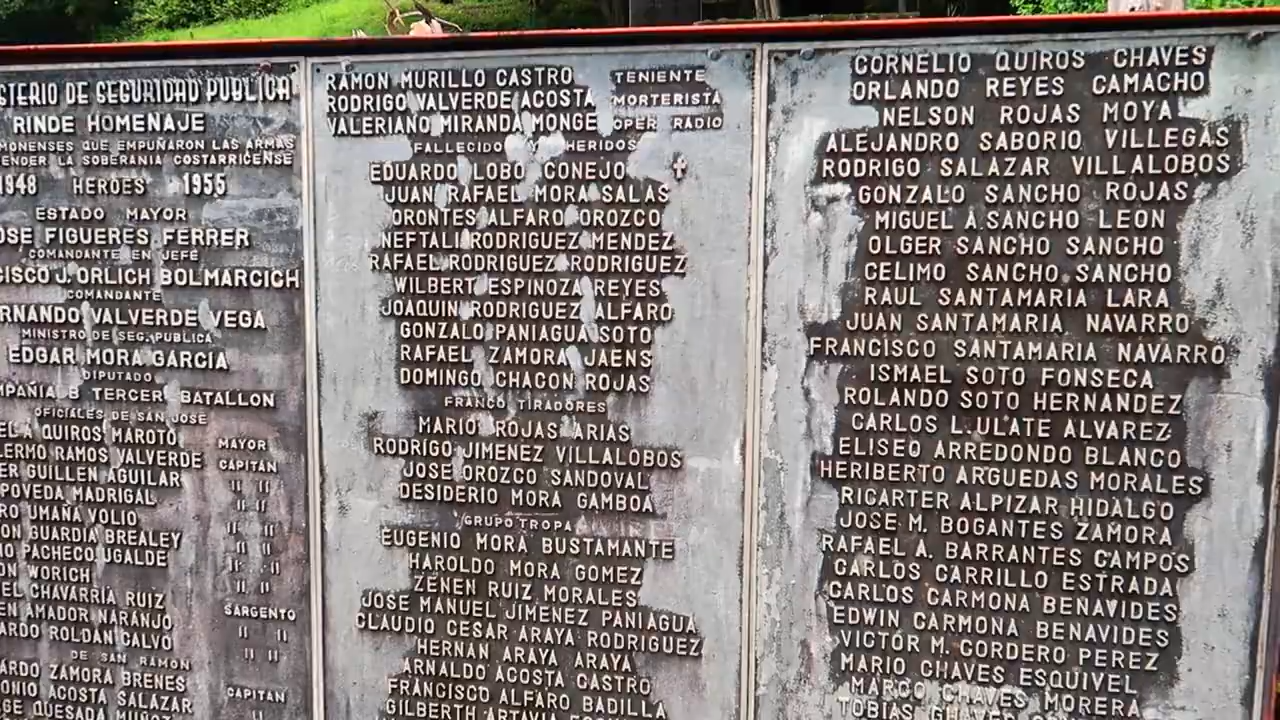 PUBLICA
RINDE HOMENAJE
QUE EMPUÑARON LAS ARMAS
LA SOBERANIA COSTARRICENSE
1948 HEROES 1955
ESTADO MAYOR
FIGUERES FERRER
COMANDANTE EN JEFE
J. ORLICH BOLMARCICH
COMANDANTE
VALVERDE VEGA
MINISTRO DE SEG. PUBLICA
EDGAR MORA GARCIA
DIPUTADO
B TERCER BATALLON
OFICIALES DE SAN JOSE
A QUIROS MAROTO MAYOR
RAMOS VALVERDE CAPITAN
GUILLEN AGUILAR " "
POVEDA MADRIGAL " "
UMAÑA VOLIO " "
GUARDIA BREALEY " "
PACHECO UGALDE " "
WORICH " "
CHAVARRIA RUIZ
AMADOR NARANJO SARGENTO
ROLDAN CALVO " "
DE SAN RAMON " "
ZAMORA BRENES
ACOSTA SALAZAR CAPITAN
QUESADA MUÑOZ "
RAMON MURILLO CASTRO TENIENTE
RODRIGO VALVERDE ACOSTA MORTERISTA
VALERIANO MIRANDA MONGE OPER RADIO
FALLECIDO HERIDOS
EDUARDO LOBO CONEJO ✝
JUAN RAFAEL MORA SALAS
ORONTES ALFARO OROZCO
NEFTALI RODRIGUEZ MENDEZ
RAFAEL RODRIGUEZ RODRIGUEZ
WILBERT ESPINOZA REYES
JOAQUIN RODRIGUEZ ALFARO
GONZALO PANIAGUA SOTO
RAFAEL ZAMORA JAENS
DOMINGO CHACON ROJAS
FRANCO TIRADORES
MARIO ROJAS ARIAS
RODRIGO JIMENEZ VILLALOBOS
JOSE OROZCO SANDOVAL
DESIDERIO MORA GAMBOA
GRUPO TROPA
EUGENIO MORA BUSTAMANTE
HAROLDO MORA GOMEZ
ZENEN RUIZ MORALES
JOSE MANUEL JIMENEZ PANIAGUA
CLAUDIO CESAR ARAYA RODRIGUEZ
HERNAN ARAYA ARAYA
ARNALDO ACOSTA CASTRO
FRANCISCO ALFARO BADILLA
GILBERTH ARTAVIA
CORNELIO QUIROS CHAVES
ORLANDO REYES CAMACHO
NELSON ROJAS MOYA
ALEJANDRO SABORIO VILLEGAS
RODRIGO SALAZAR VILLALOBOS
GONZALO SANCHO ROJAS
MIGUEL A. SANCHO LEON
OLGER SANCHO SANCHO
CELIMO SANCHO SANCHO
RAUL SANTAMARIA LARA
JUAN SANTAMARIA NAVARRO
FRANCISCO SANTAMARIA NAVARRO
ISMAEL SOTO FONSECA
ROLANDO SOTO HERNANDEZ
CARLOS L. ULATE ALVAREZ
ELISEO ARREDONDO BLANCO
HERIBERTO ARGUEDAS MORALES
RICARTER ALPIZAR HIDALGO
JOSE M. BOGANTES ZAMORA
RAFAEL A. BARRANTES CAMPOS
CARLOS CARRILLO ESTRADA
CARLOS CARMONA BENAVIDES
EDWIN CARMONA BENAVIDES
VICTOR M. CORDERO PEREZ
MARIO CHAVES ESQUIVEL
MARCO CHAVES MORERA
TOBIAS